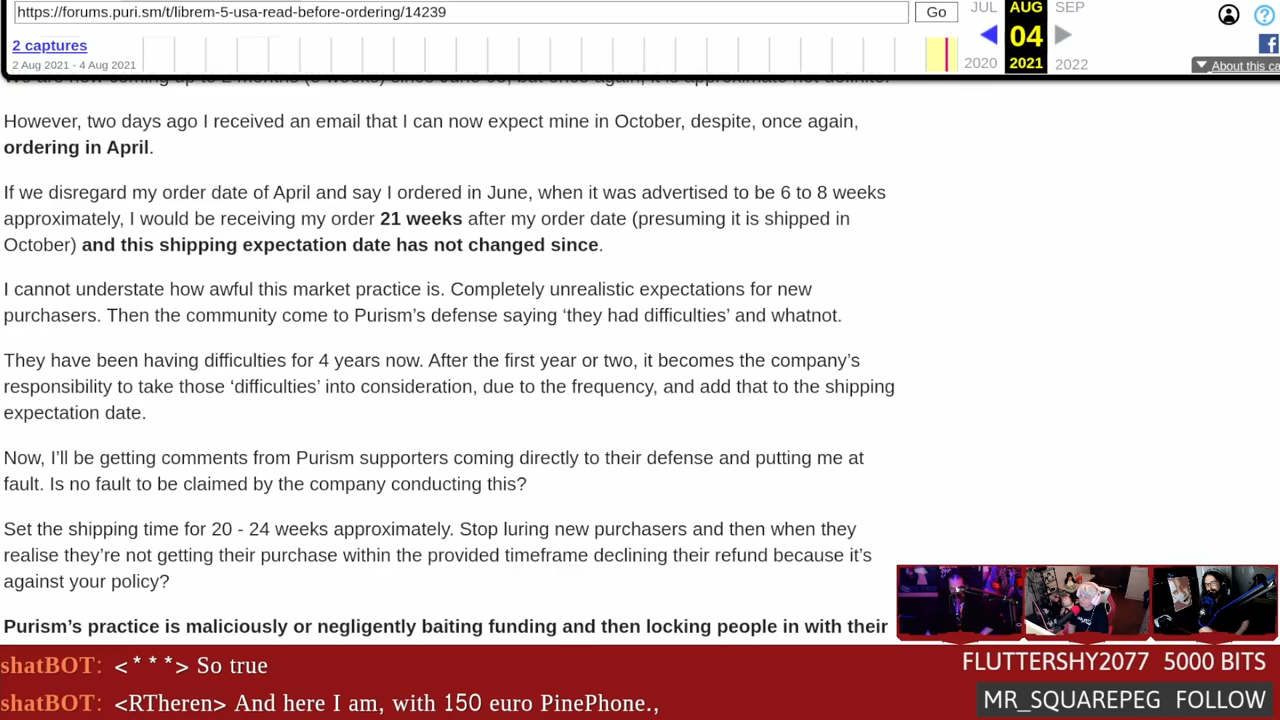 https://forums.puri.sm/t/librem-5-usa-read-before-ordering/14239
Go
JUL
AUG
SEP
2 captures
04
2 Aug 2021 - 4 Aug 2021
2020
2021
2022
About this ca
However, two days ago I received an email that I can now expect mine in October, despite, once again,
ordering in April.
If we disregard my order date of April and say I ordered in June, when it was advertised to be 6 to 8 weeks
approximately, I would be receiving my order 21 weeks after my order date (presuming it is shipped in
October) and this shipping expectation date has not changed since.
I cannot understate how awful this market practice is. Completely unrealistic expectations for new
purchasers. Then the community come to Purism’s defense saying ‘they had difficulties’ and whatnot.
They have been having difficulties for 4 years now. After the first year or two, it becomes the company’s
responsibility to take those ‘difficulties’ into consideration, due to the frequency, and add that to the shipping
expectation date.
Now, I’ll be getting comments from Purism supporters coming directly to their defense and putting me at
fault. Is no fault to be claimed by the company conducting this?
Set the shipping time for 20 - 24 weeks approximately. Stop luring new purchasers and then when they
realise they’re not getting their purchase within the provided timeframe declining their refund because it’s
against your policy?
Purism’s practice is maliciously or negligently baiting funding and then locking people in with their
shatBOT: <***> So true
FLUTTERSHY2077 5000 BITS
shatBOT: <RTheren> And here I am, with 150 euro PinePhone.,
MR_SQUAREPEG FOLLOW